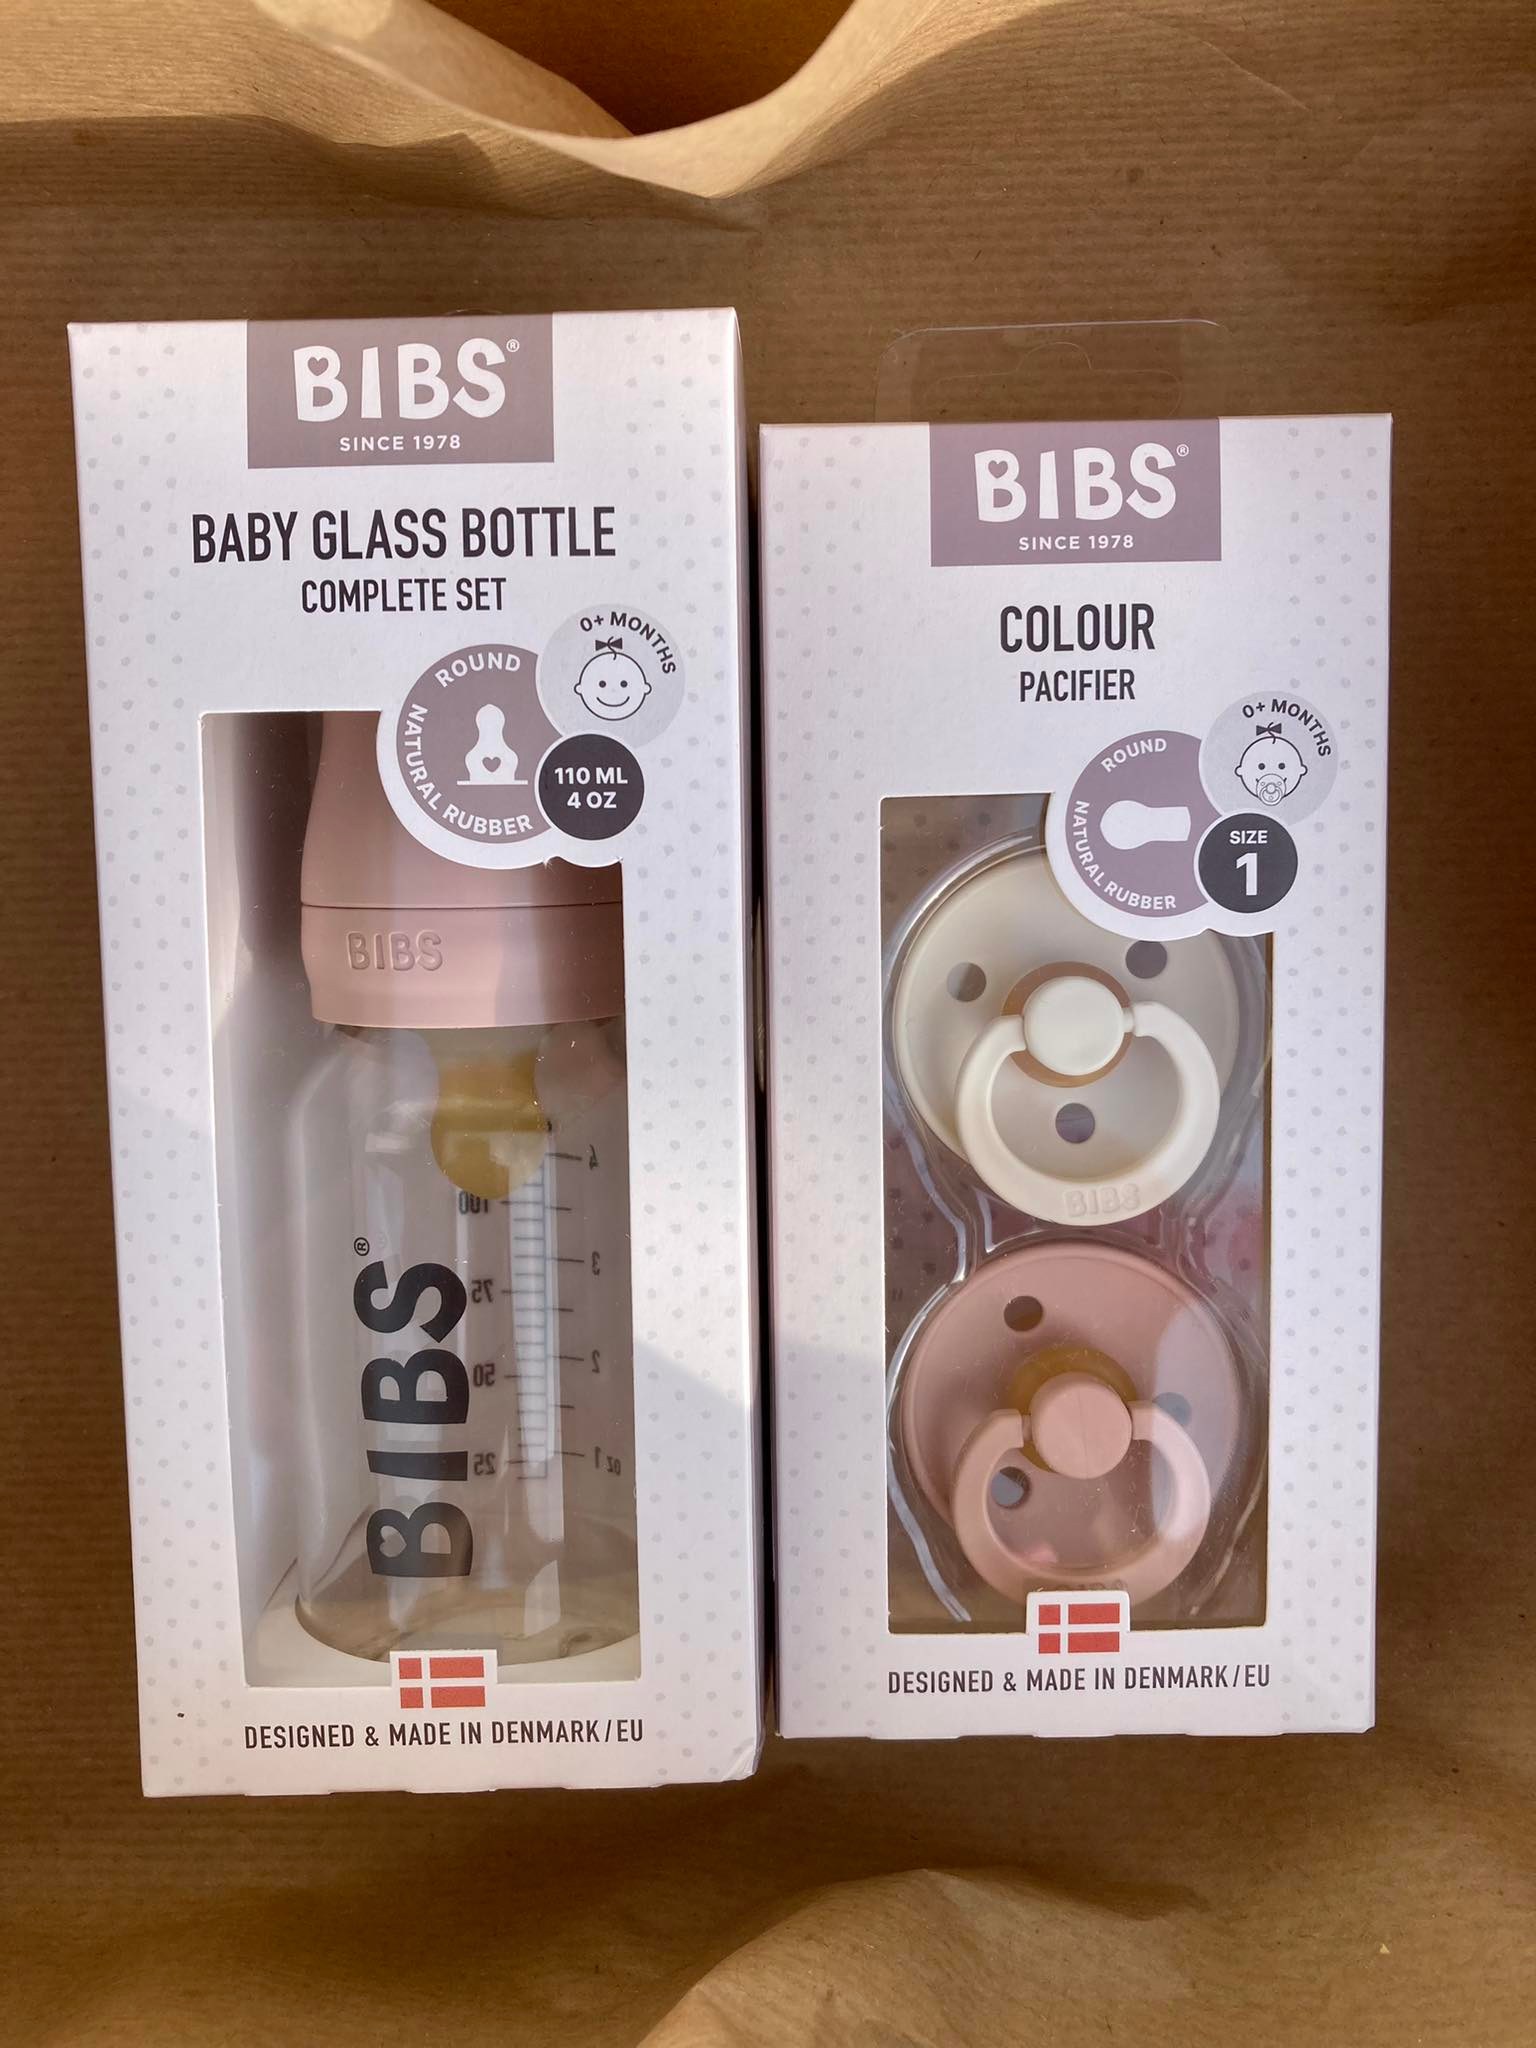 BIBS®
SINCE 1978
BABY GLASS BOTTLE
COMPLETE SET
0+ MONTHS
ROUND
NATURAL RUBBER
110 ML
4 OZ
BIBS
4
100
3
75
2
50
oz 1
25
BIBS®
DESIGNED & MADE IN DENMARK/EU
BIBS®
SINCE 1978
COLOUR
PACIFIER
0+ MONTHS
ROUND
NATURAL RUBBER
SIZE
1
BIBS
DESIGNED & MADE IN DENMARK/EU